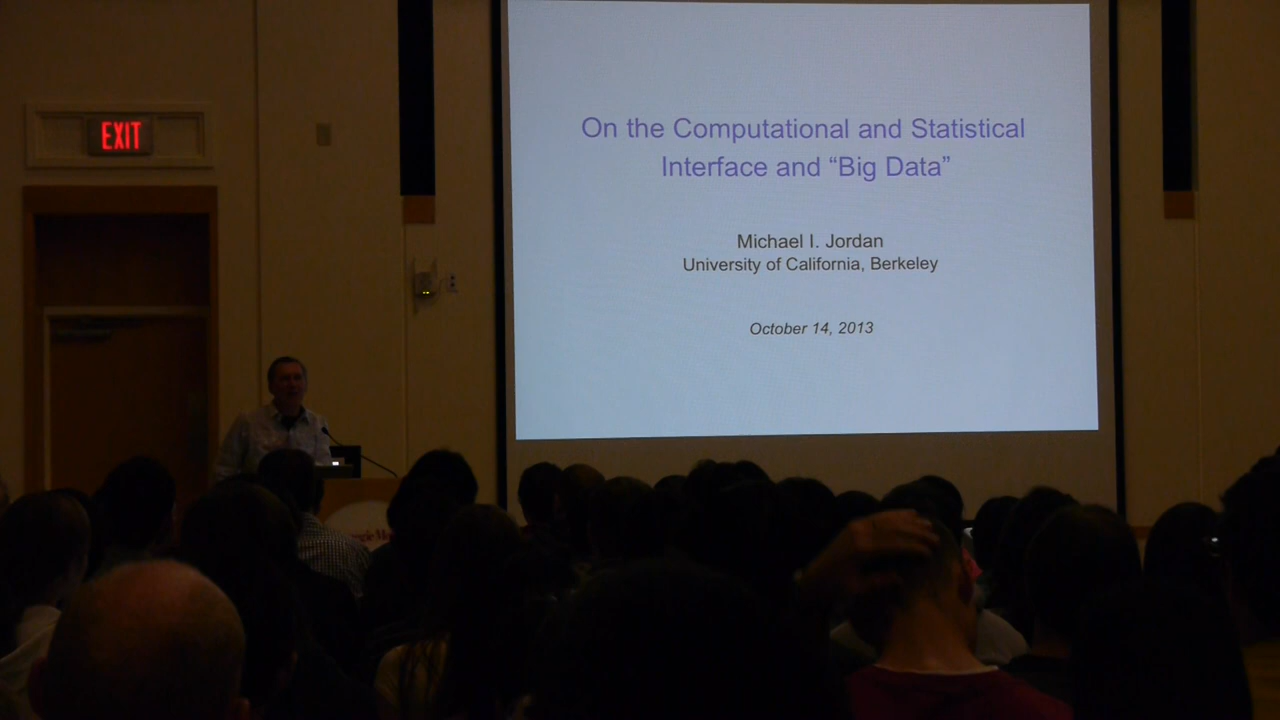 EXIT
On the Computational and Statistical
Interface and “Big Data”
Michael I. Jordan
University of California, Berkeley
October 14, 2013